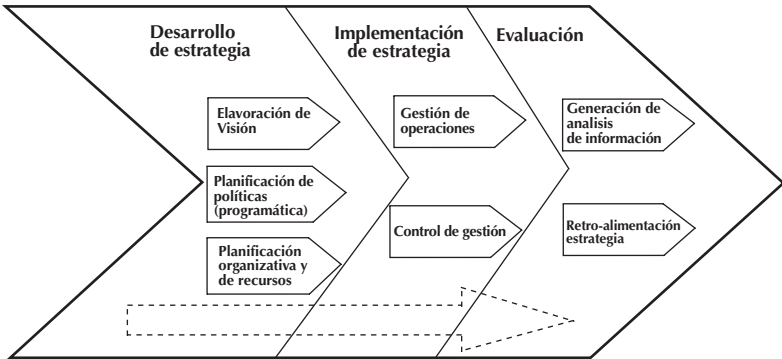 Desarrollo
de estrategia
Implementación
de estrategia
Evaluación
Elavoración de
Visión
Planificación de
políticas
(programática)
Planificación
organizativa y
de recursos
Gestión de
operaciones
Control de gestión
Generación de
analisis
de información
Retro-alimentación
estrategia